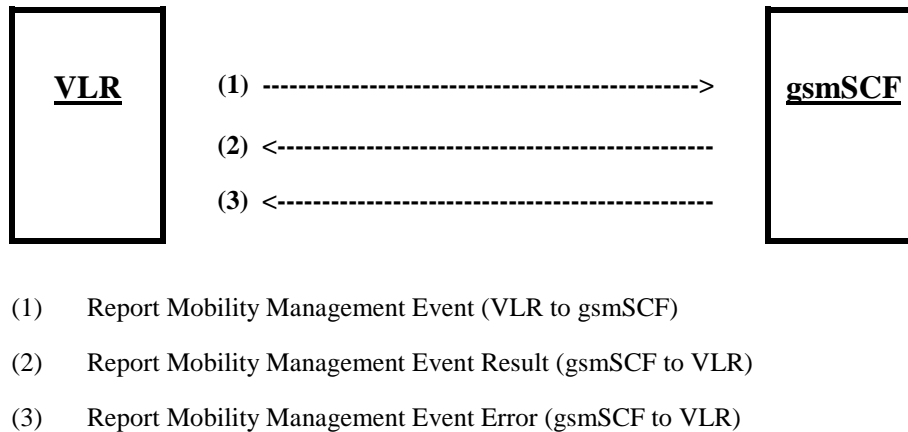 VLR (1) -------------------------------------------------> gsmSCF
(2) <-------------------------------------------------
(3) <-------------------------------------------------
(1) Report Mobility Management Event (VLR to gsmSCF)
(2) Report Mobility Management Event Result (gsmSCF to VLR)
(3) Report Mobility Management Event Error (gsmSCF to VLR)